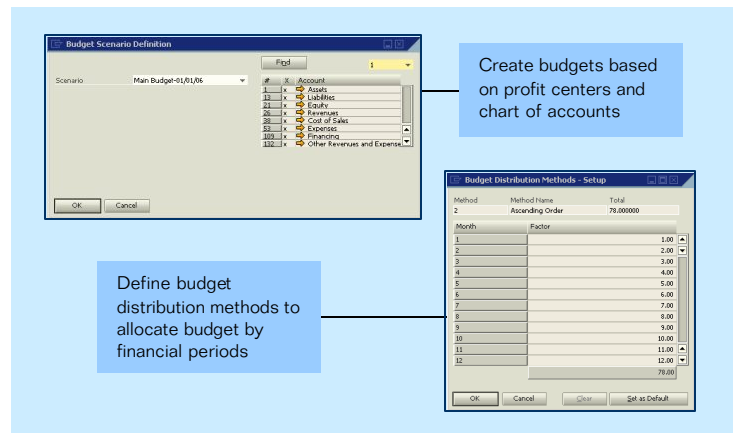 Budget Scenario Definition
Find
1
Scenario Main Budget-01/01/06
# X Account
1 x Assets
13 x Liabilities
21 x Equity
26 x Revenues
38 x Cost of Sales
53 x Expenses
109 x Financing
132 x Other Revenues and Expense
OK Cancel
Create budgets based
on profit centers and
chart of accounts
Budget Distribution Methods - Setup
Method Method Name Total
2 Ascending Order 78.000000
Month Factor
1 1.00
2 2.00
3 3.00
4 4.00
5 5.00
6 6.00
7 7.00
8 8.00
9 9.00
10 10.00
11 11.00
12 12.00
78.00
OK Cancel Clear Set as Default
Define budget
distribution methods to
allocate budget by
financial periods